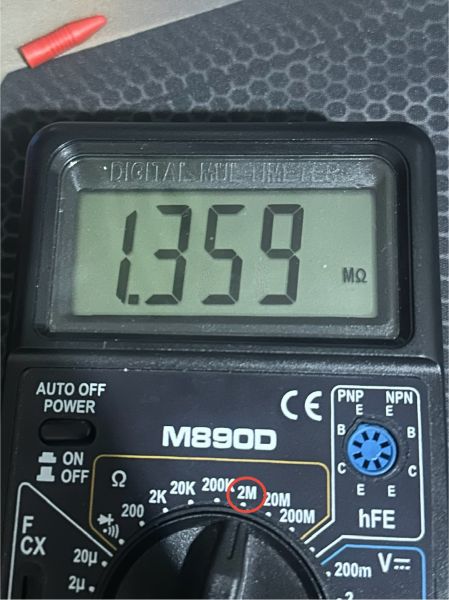 DIGITAL MULTIMETER
1.359 MΩ
AUTO OFF
POWER
CE
PNP NPN
E E
B B
C C
E E
hFE
M890D
ON
OFF
Ω
200
2K
20K
200K
2M
20M
200M
F
CX
20µ
2µ
V
200m
2